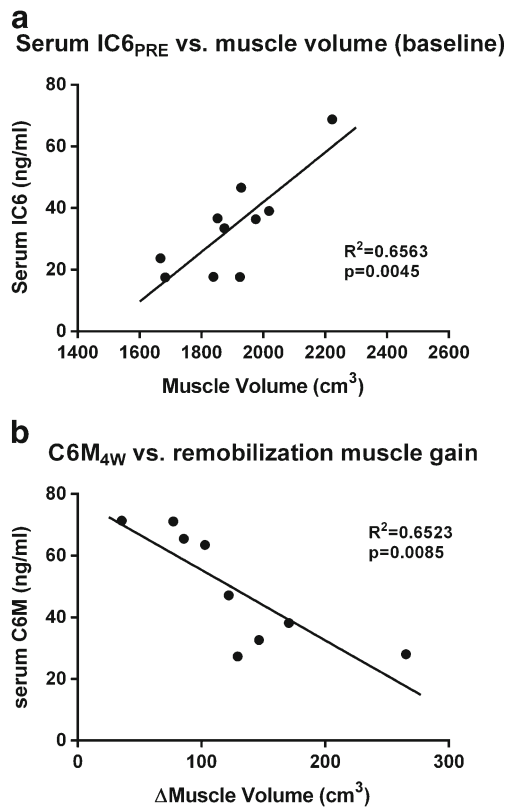 a
Serum IC6PRE vs. muscle volume (baseline)
80
60
40
20
0
Serum IC6 (ng/ml)
R2=0.6563
p=0.0045
1400 1600 1800 2000 2200 2400 2600
Muscle Volume (cm3)
b
C6M4W vs. remobilization muscle gain
80
60
40
20
0
serum C6M (ng/ml)
R2=0.6523
p=0.0085
0 100 200 300
ΔMuscle Volume (cm3)